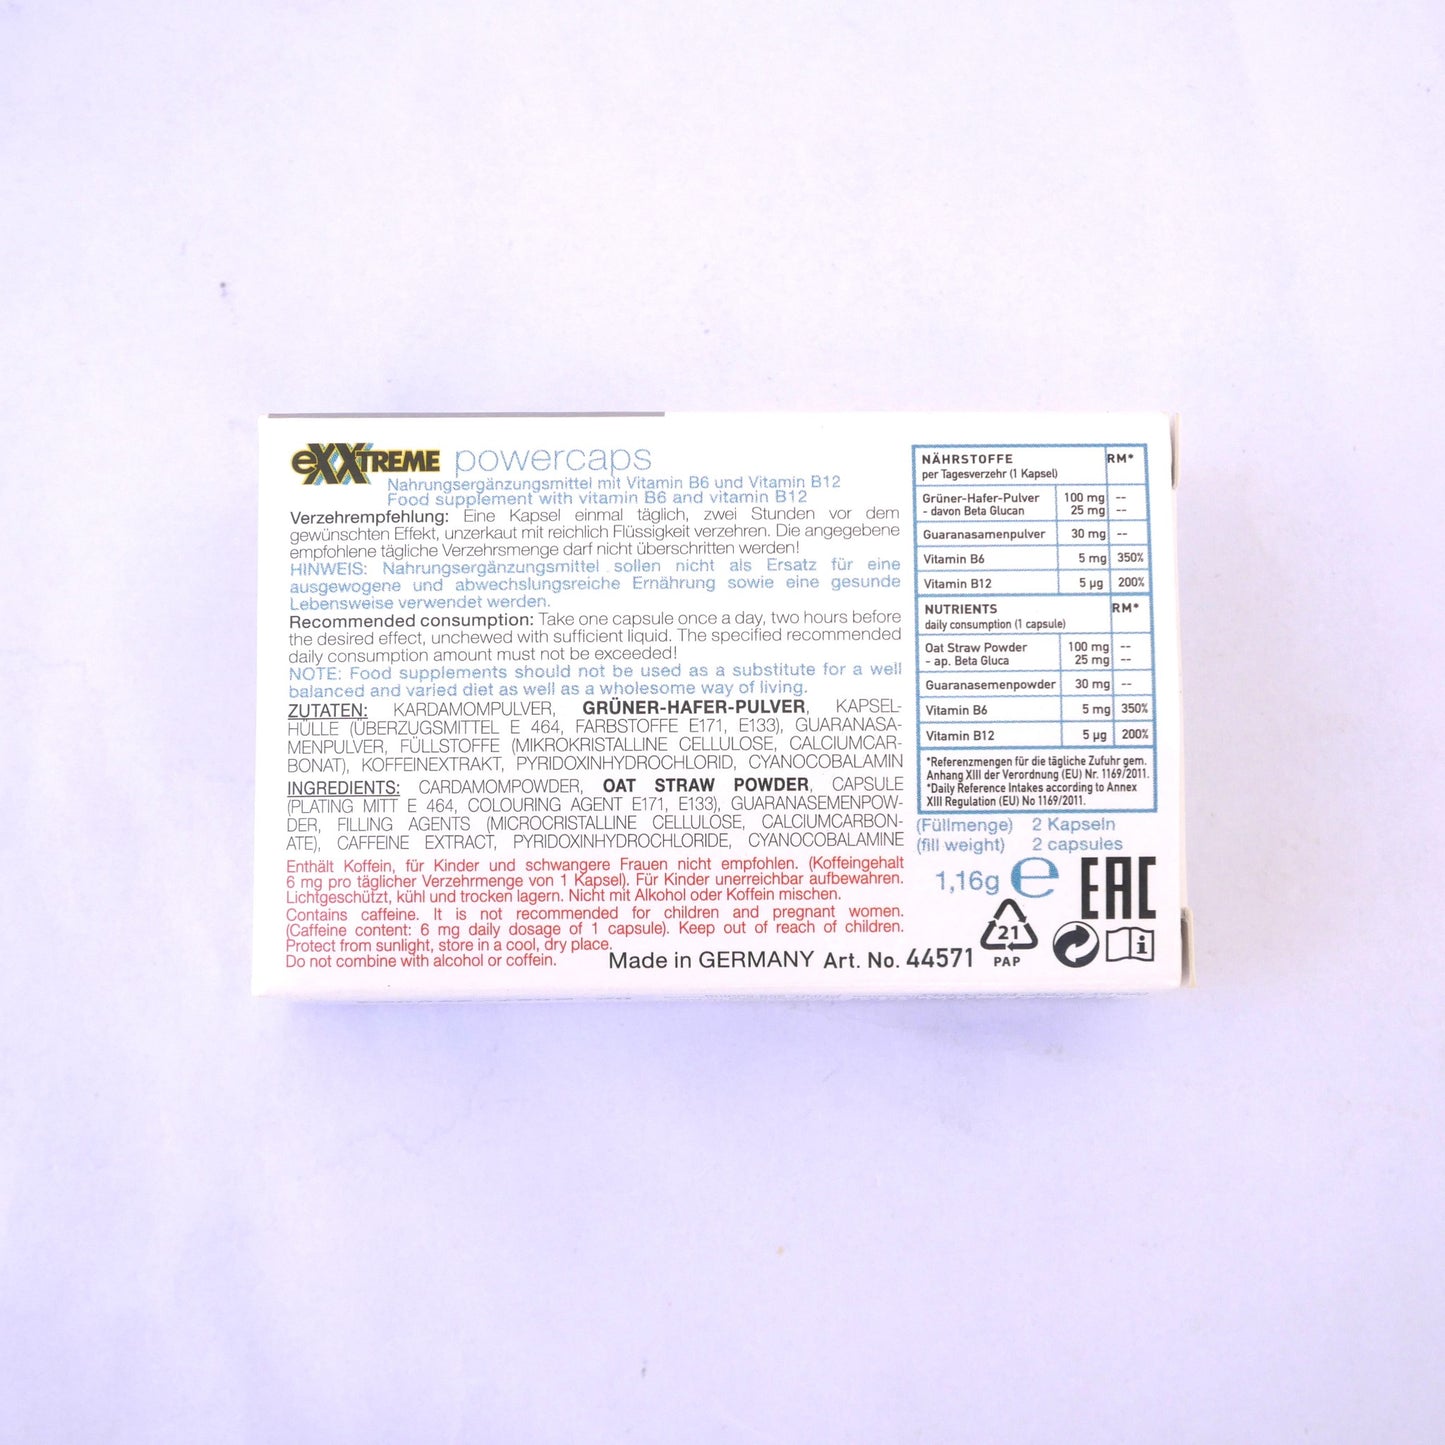 eXXTREME powercaps
Nahrungsergänzungsmittel mit Vitamin B6 und Vitamin B12
Food supplement with vitamin B6 and vitamin B12
Verzehrempfehlung: Eine Kapsel einmal täglich, zwei Stunden vor dem
gewünschten Effekt, unzerkaut mit reichlich Flüssigkeit verzehren. Die angegebene
empfohlene tägliche Verzehrsmenge darf nicht überschritten werden!
HINWEIS: Nahrungsergänzungsmittel sollen nicht als Ersatz für eine
ausgewogene und abwechslungsreiche Ernährung sowie eine gesunde
Lebensweise verwendet werden.
Recommended consumption: Take one capsule once a day, two hours before
the desired effect, unchewed with sufficient liquid. The specified recommended
daily consumption amount must not be exceeded!
NOTE: Food supplements should not be used as a substitute for a well
balanced and varied diet as well as a wholesome way of living.
ZUTATEN: KARDAMOMPULVER, GRÜNER-HAFER-PULVER, KAPSEL-
HÜLLE (ÜBERZUGSMITTEL E 464, FARBSTOFFE E171, E133), GUARANASA-
MENPULVER, FÜLLSTOFFE (MIKROKRISTALLINE CELLULOSE, CALCIUMCAR-
BONAT), KOFFEINEXTRAKT, PYRIDOXINHYDROCHLORID, CYANOCOBALAMIN
INGREDIENTS: CARDAMOMPOWDER, OAT STRAW POWDER, CAPSULE
(PLATING MITT E 464, COLOURING AGENT E171, E133), GUARANASEMENPOW-
DER, FILLING AGENTS (MICROCRISTALLINE CELLULOSE, CALCIUMCARBON-
ATE), CAFFEINE EXTRACT, PYRIDOXINHYDROCHLORIDE, CYANOCOBALAMINE
Enthält Koffein, für Kinder und schwangere Frauen nicht empfohlen. (Koffeingehalt
6 mg pro täglicher Verzehrmenge von 1 Kapsel). Für Kinder unerreichbar aufbewahren.
Lichtgeschützt, kühl und trocken lagern. Nicht mit Alkohol oder Koffein mischen.
Contains caffeine. It is not recommended for children and pregnant women.
(Caffeine content: 6 mg daily dosage of 1 capsule). Keep out of reach of children.
Protect from sunlight, store in a cool, dry place.
Do not combine with alcohol or coffein.
Made in GERMANY Art. No. 44571
NÄHRSTOFFE RM*
per Tagesverzehr (1 Kapsel)
Grüner-Hafer-Pulver 100 mg --
- davon Beta Glucan 25 mg --
Guaranasamenpulver 30 mg --
Vitamin B6 5 mg 350%
Vitamin B12 5 µg 200%
NUTRIENTS RM*
daily consumption (1 capsule)
Oat Straw Powder 100 mg --
- ap. Beta Gluca 25 mg --
Guaranasemenpowder 30 mg --
Vitamin B6 5 mg 350%
Vitamin B12 5 µg 200%
*Referenzmengen für die tägliche Zufuhr gem.
Anhang XIII der Verordnung (EU) Nr. 1169/2011.
*Daily Reference Intakes according to Annex
XIII Regulation (EU) No 1169/2011.
(Füllmenge) 2 Kapseln
(fill weight) 2 capsules
1,16g e EAC
21
PAP
i